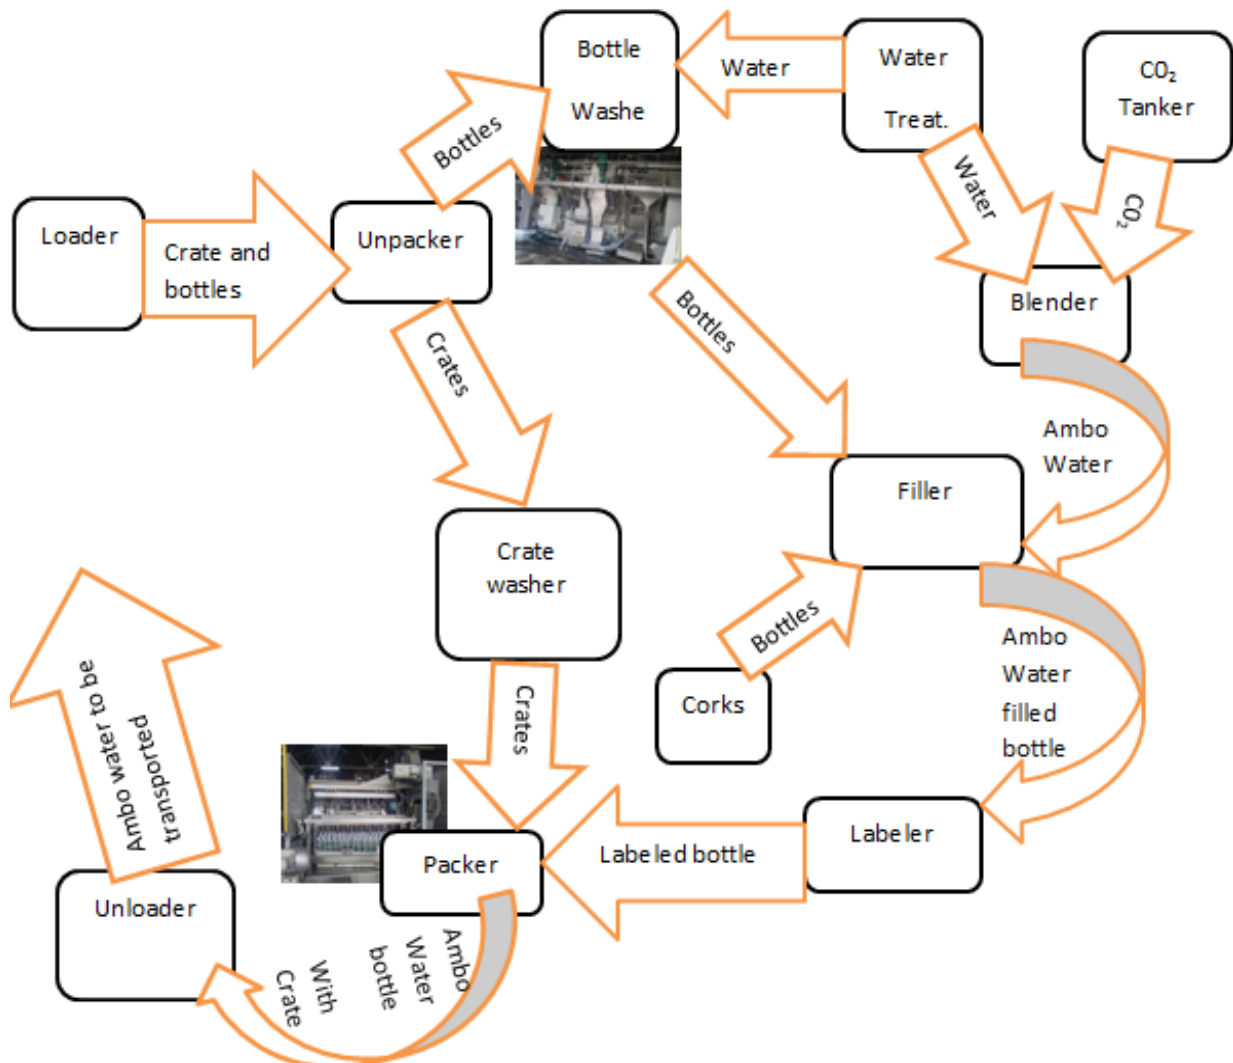 Bottle
Washe
Water
Water
Treat.
CO₂
Tanker
Bottles
Water
CO₂
Loader
Crate and
bottles
Unpacker
Blender
Bottles
Crates
Ambo
Water
Filler
Crate
washer
Bottles
Corks
Ambo
Water
filled
bottle
Crates
Ambo water to be
transported
Labeled bottle
Labeler
Packer
Unloader
Ambo
Water
bottle
With
Crate